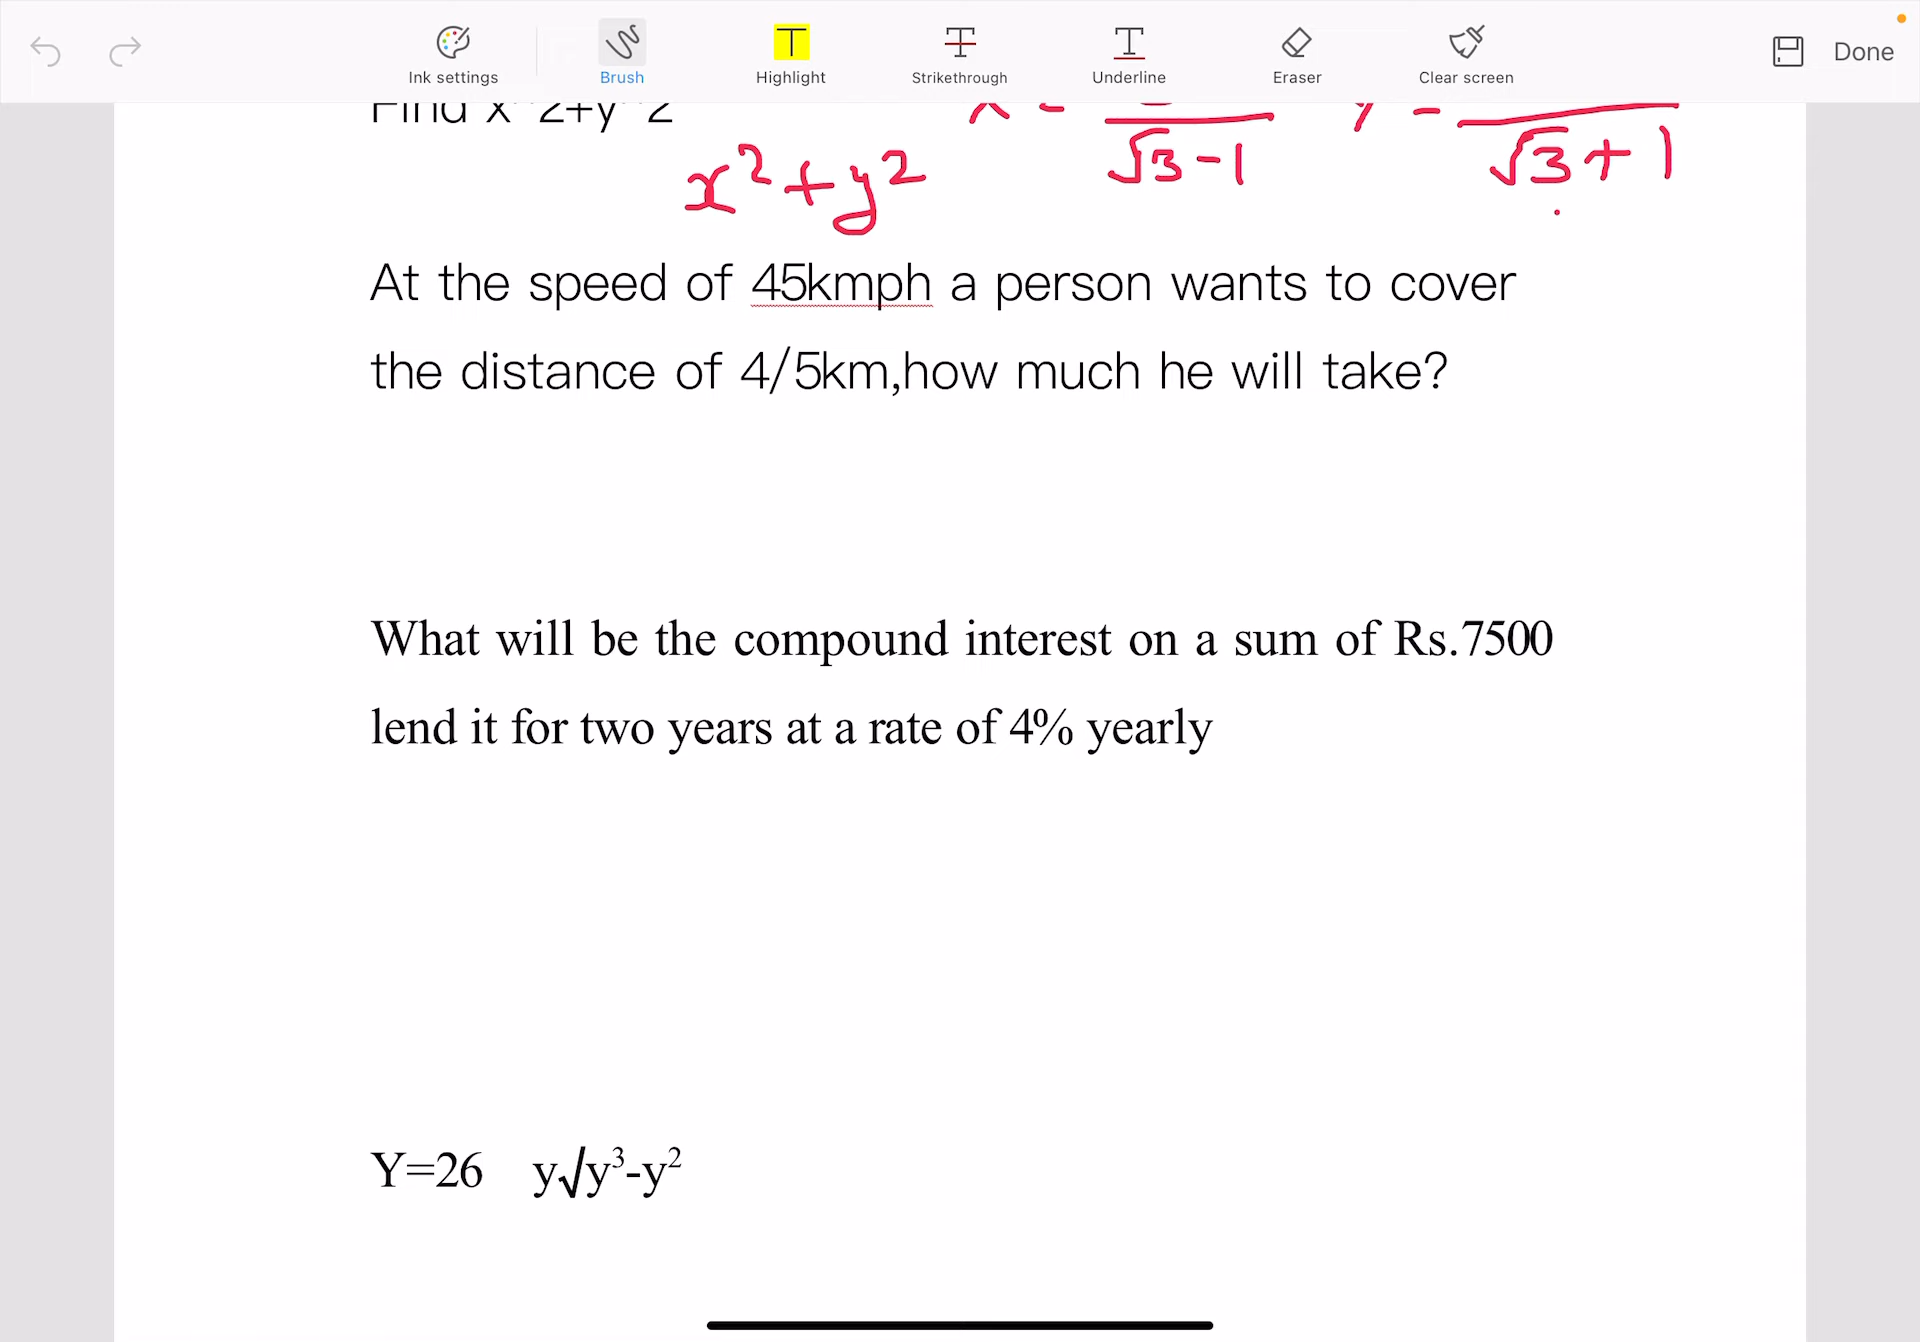 Ink settings
Brush
Highlight
Strikethrough
Underline
Eraser
Clear screen
Done
Find x^2+y^2
x² + y²
√3-1
√3+1
At the speed of 45kmph a person wants to cover
the distance of 4/5km,how much he will take?
What will be the compound interest on a sum of Rs.7500
lend it for two years at a rate of 4% yearly
Y=26 y√y³-y²